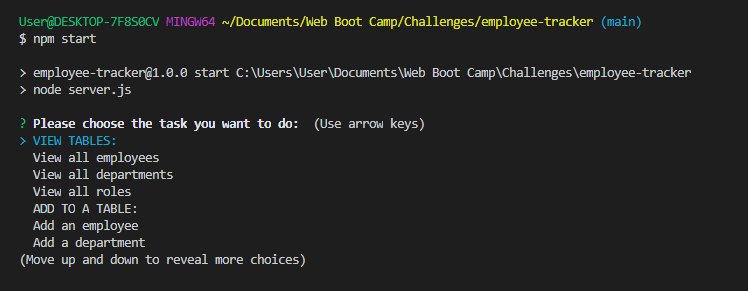 User@DESKTOP-7F8S0CV MINGW64 ~/Documents/Web Boot Camp/Challenges/employee-tracker (main)
$ npm start
> employee-tracker@1.0.0 start C:\Users\User\Documents\Web Boot Camp\Challenges\employee-tracker
> node server.js
? Please choose the task you want to do: (Use arrow keys)
> VIEW TABLES:
View all employees
View all departments
View all roles
ADD TO A TABLE:
Add an employee
Add a department
(Move up and down to reveal more choices)